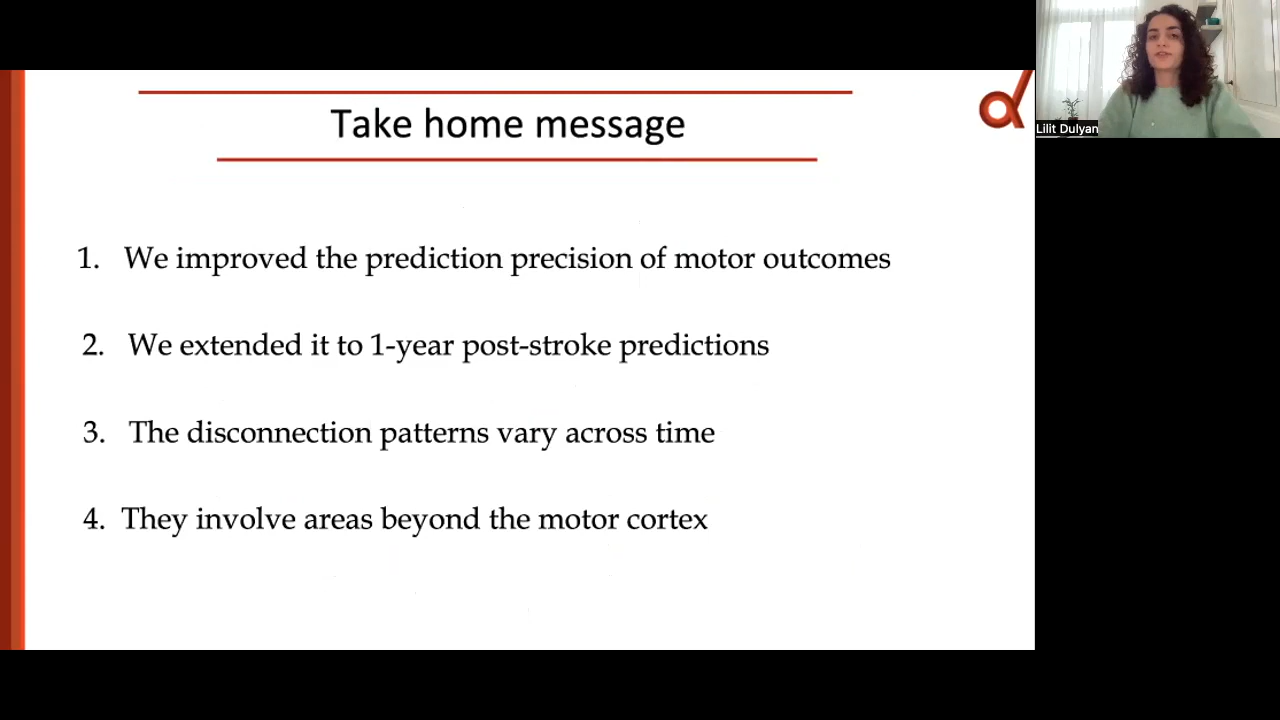 Take home message
Lilit Dulyan
1. We improved the prediction precision of motor outcomes
2. We extended it to 1-year post-stroke predictions
3. The disconnection patterns vary across time
4. They involve areas beyond the motor cortex